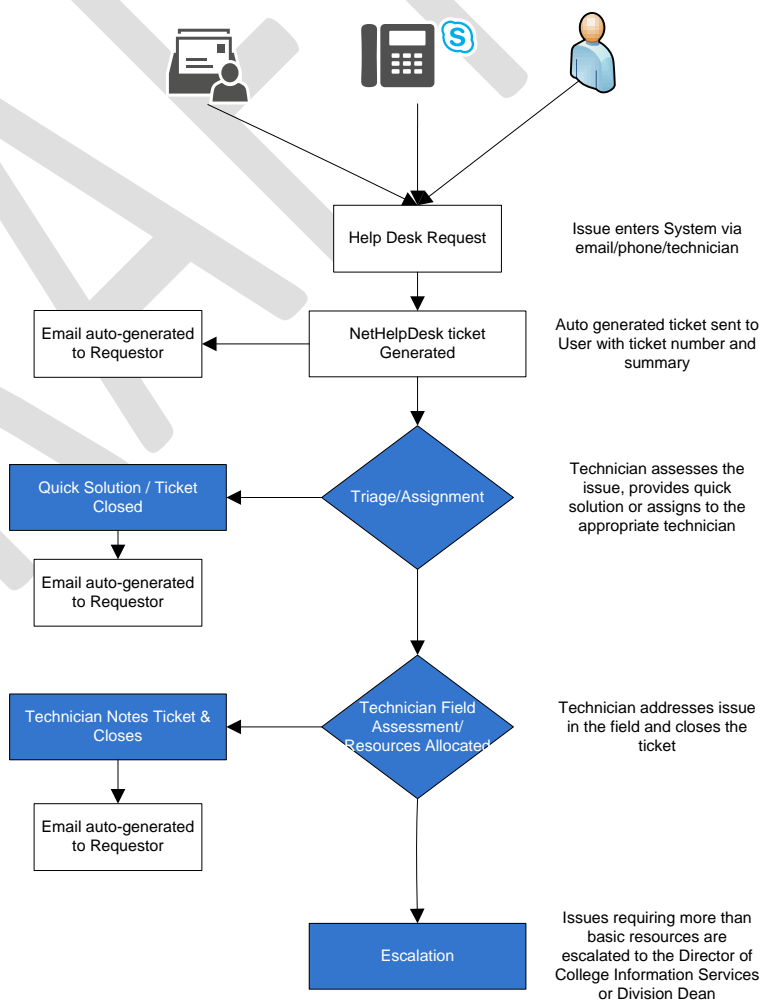 S
Help Desk Request
Issue enters System via
email/phone/technician
Email auto-generated
to Requestor
NetHelpDesk ticket
Generated
Auto generated ticket sent to
User with ticket number and
summary
Quick Solution / Ticket
Closed
Triage/Assignment
Technician assesses the
issue, provides quick
solution or assigns to the
appropriate technician
Email auto-generated
to Requestor
Technician Notes Ticket &
Closes
Technician Field
Assessment/
Resources Allocated
Technician addresses issue
in the field and closes the
ticket
Email auto-generated
to Requestor
Escalation
Issues requiring more than
basic resources are
escalated to the Director of
College Information Services
or Division Dean